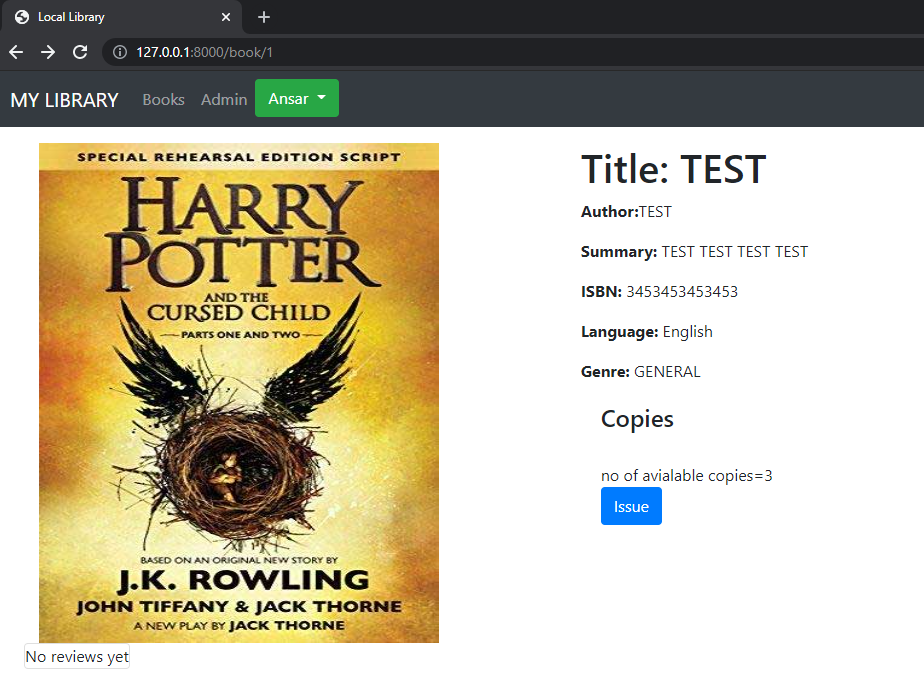 Local Library
127.0.0.1:8000/book/1
MY LIBRARY Books Admin Ansar
SPECIAL REHEARSAL EDITION SCRIPT
HARRY
POTTER
AND THE
CURSED CHILD
PARTS ONE AND TWO
BASED ON AN ORIGINAL NEW STORY BY
J.K. ROWLING
JOHN TIFFANY & JACK THORNE
A NEW PLAY BY JACK THORNE
No reviews yet
Title: TEST
Author:TEST
Summary: TEST TEST TEST TEST
ISBN: 3453453453453
Language: English
Genre: GENERAL
Copies
no of avialable copies=3
Issue